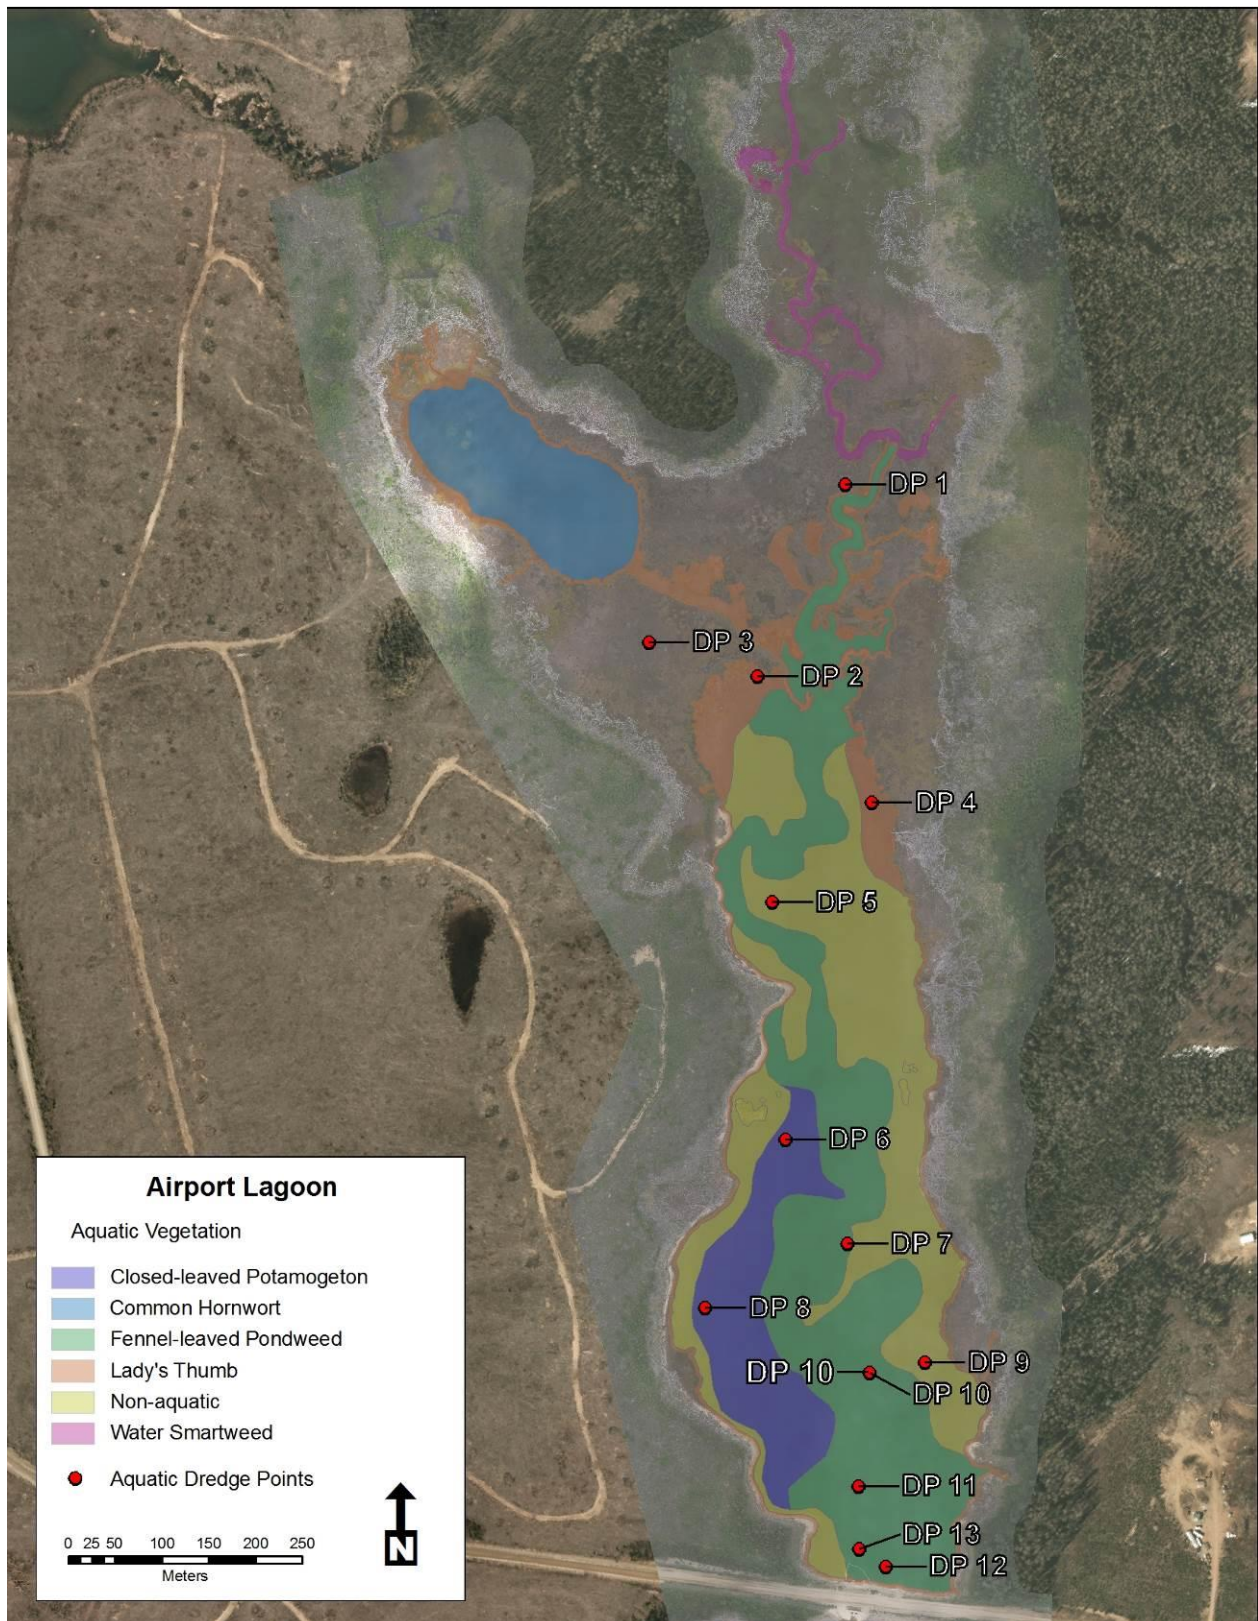 DP 1
DP 3
DP 2
DP 4
DP 5
DP 6
DP 7
DP 8
DP 9
DP 10
DP 10
DP 11
DP 13
DP 12
Airport Lagoon
Aquatic Vegetation
Closed-leaved Potamogeton
Common Hornwort
Fennel-leaved Pondweed
Lady's Thumb
Non-aquatic
Water Smartweed
Aquatic Dredge Points
0 25 50 100 150 200 250
Meters
N